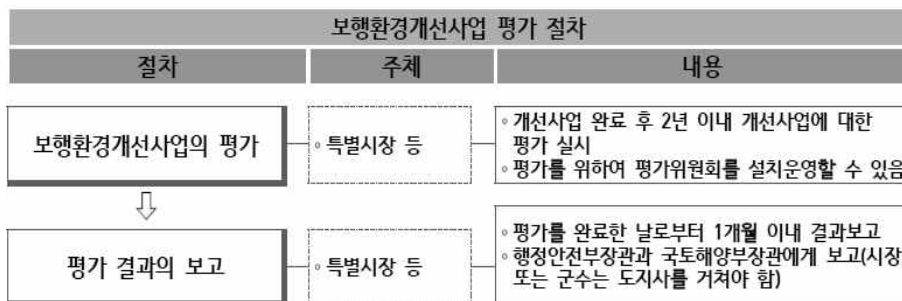 보행환경개선사업 평가 절차
절차
주체
내용
보행환경개선사업의 평가
◦ 특별시장 등
◦ 개선사업 완료 후 2년 이내 개선사업에 대한
평가 실시
◦ 평가를 위하여 평가위원회를 설치운영할 수 있음
평가 결과의 보고
◦ 특별시장 등
◦ 평가를 완료한 날로부터 1개월 이내 결과보고
◦ 행정안전부장관과 국토해양부장관에게 보고(시장
또는 군수는 도지사를 거쳐야 함)